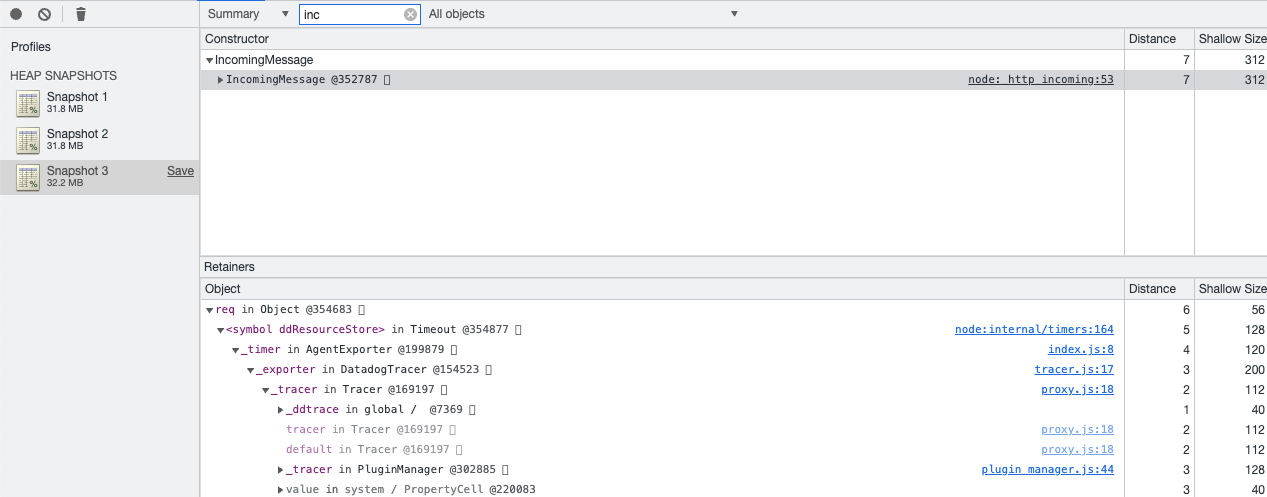 Summary inc All objects
Profiles
HEAP SNAPSHOTS
Snapshot 1
31.8 MB
Snapshot 2
31.8 MB
Snapshot 3 Save
32.2 MB
Constructor Distance Shallow Size
IncomingMessage 7 312
IncomingMessage @352787 node:_http_incoming:53 7 312
Retainers
Object Distance Shallow Size
req in Object @354683 6 56
<symbol ddResourceStore> in Timeout @354877 node:internal/timers:164 5 128
_timer in AgentExporter @199879 index.js:8 4 120
_exporter in DatadogTracer @154523 tracer.js:17 3 200
_tracer in Tracer @169197 proxy.js:18 2 112
_ddtrace in global / @7369 1 40
tracer in Tracer @169197 proxy.js:18 2 112
default in Tracer @169197 proxy.js:18 2 112
_tracer in PluginManager @302885 plugin_manager.js:44 3 128
value in system / PropertyCell @220083 3 40